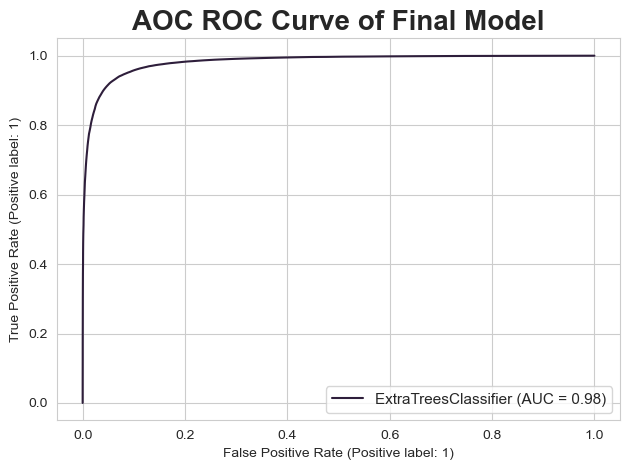 AOC ROC Curve of Final Model
True Positive Rate (Positive label: 1)
1.0
0.8
0.6
0.4
0.2
0.0
ExtraTreesClassifier (AUC = 0.98)
0.0 0.2 0.4 0.6 0.8 1.0
False Positive Rate (Positive label: 1)